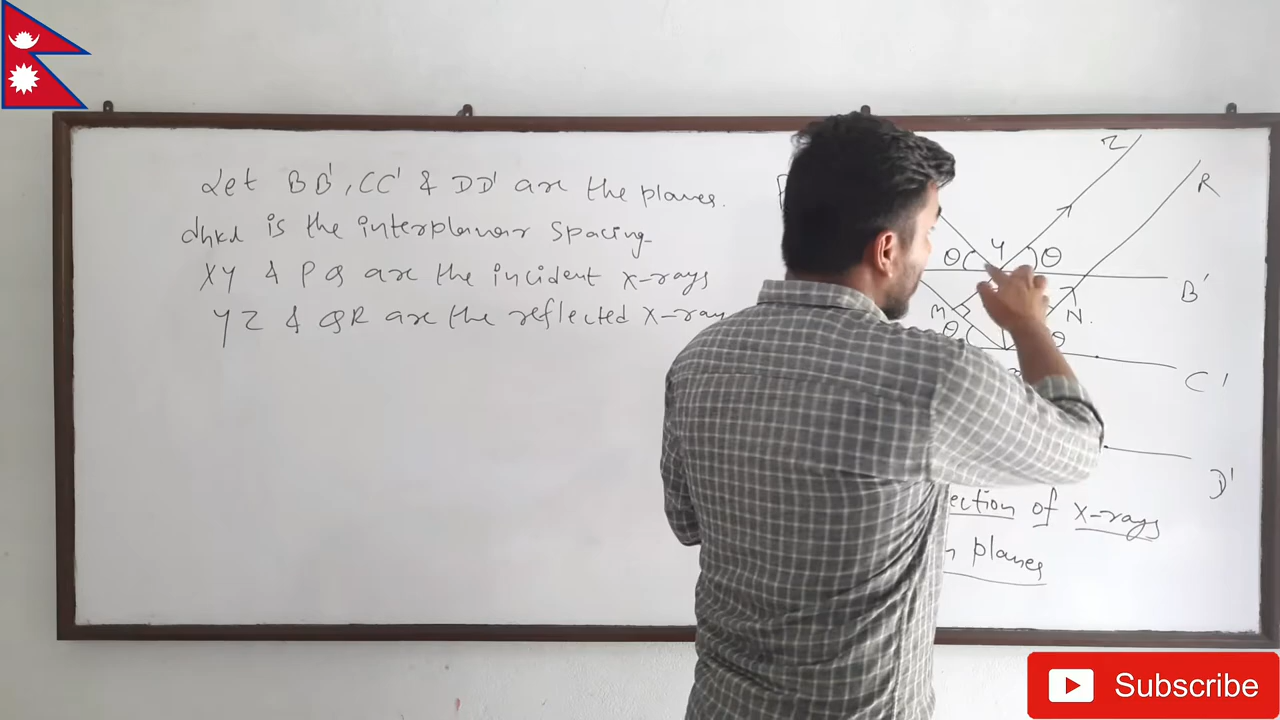 Let BB', CC' & DD' are the planes.
dhkl is the interplanar spacing
XY & PQ are the incident x-rays
YZ & QR are the reflected x-ray
Z
R
θ Y θ
B'
M N.
θ θ
C'
D'
ection of x-rays
planes
Subscribe